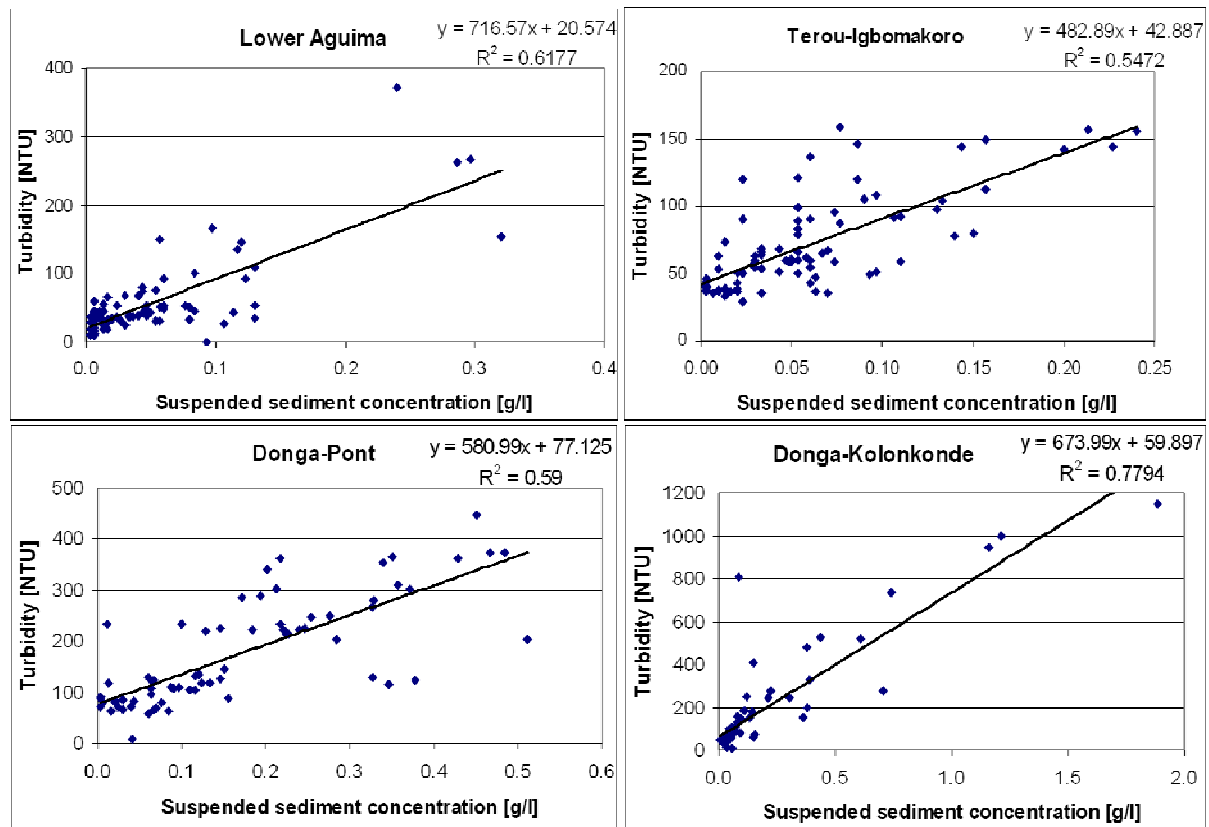 Lower Aguima
y = 716.57x + 20.574
R² = 0.6177
400
300
200
100
0
Turbidity [NTU]
0.0 0.1 0.2 0.3 0.4
Suspended sediment concentration [g/l]
Terou-Igbomakoro
y = 482.89x + 42.887
R² = 0.5472
200
150
100
50
0
Turbidity [NTU]
0.00 0.05 0.10 0.15 0.20 0.25
Suspended sediment concentration [g/l]
Donga-Pont
y = 580.99x + 77.125
R² = 0.59
500
400
300
200
100
0
Turbidity [NTU]
0.0 0.1 0.2 0.3 0.4 0.5 0.6
Suspended sediment concentration [g/l]
Donga-Kolonkonde
y = 673.99x + 59.897
R² = 0.7794
1200
1000
800
600
400
200
0
Turbidity [NTU]
0.0 0.5 1.0 1.5 2.0
Suspended sediment concentration [g/l]